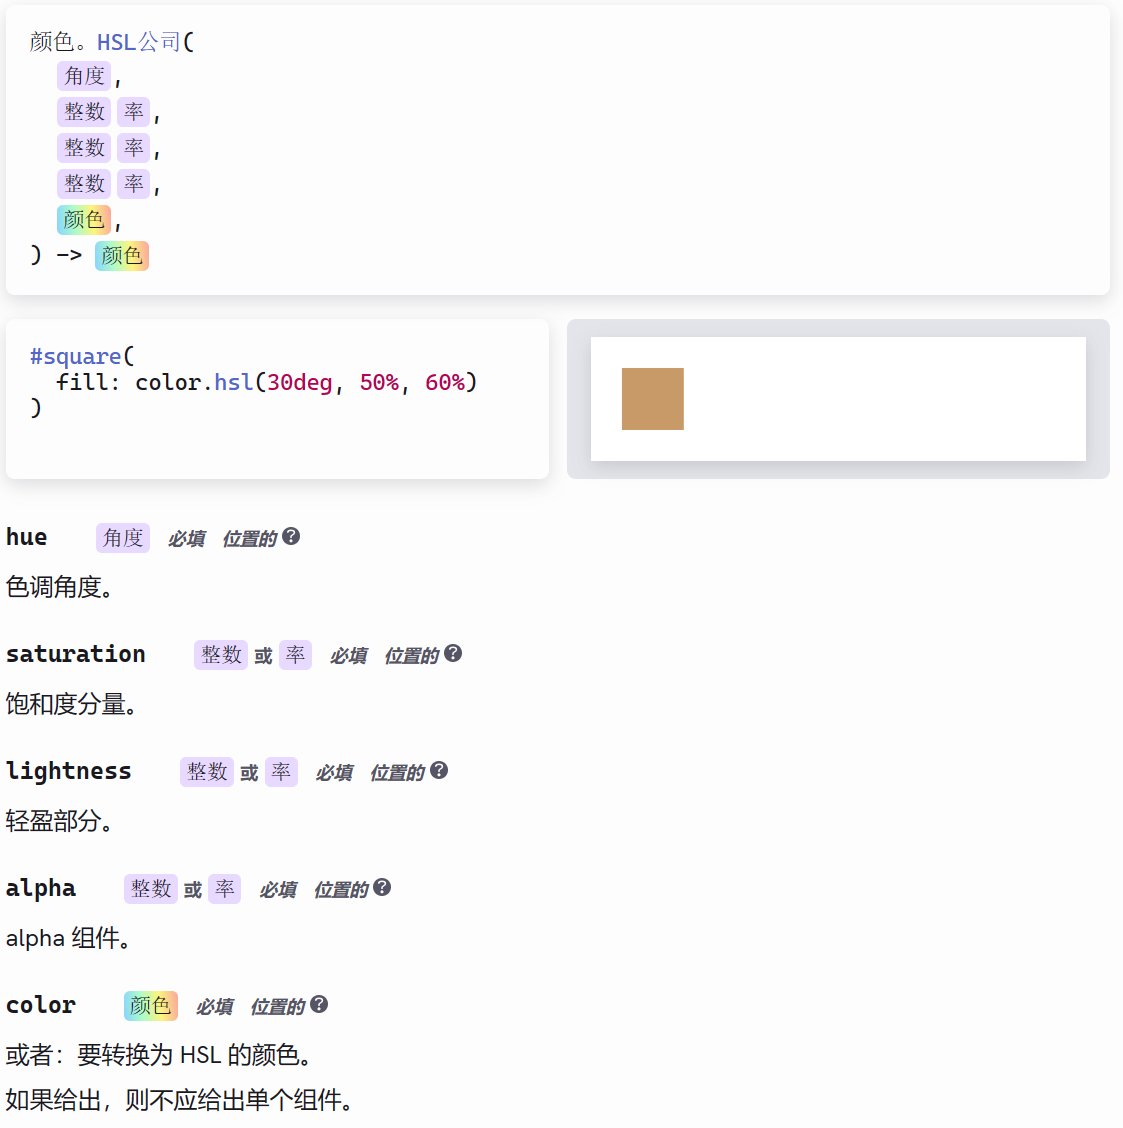 颜色。HSL公司(
角度,
整数 率,
整数 率,
整数 率,
颜色,
) -> 颜色
#square(
fill: color.hsl(30deg, 50%, 60%)
)
hue 角度 必填 位置的 ?
色调角度。
saturation 整数 或 率 必填 位置的 ?
饱和度分量。
lightness 整数 或 率 必填 位置的 ?
轻盈部分。
alpha 整数 或 率 必填 位置的 ?
alpha 组件。
color 颜色 必填 位置的 ?
或者：要转换为 HSL 的颜色。
如果给出，则不应给出单个组件。